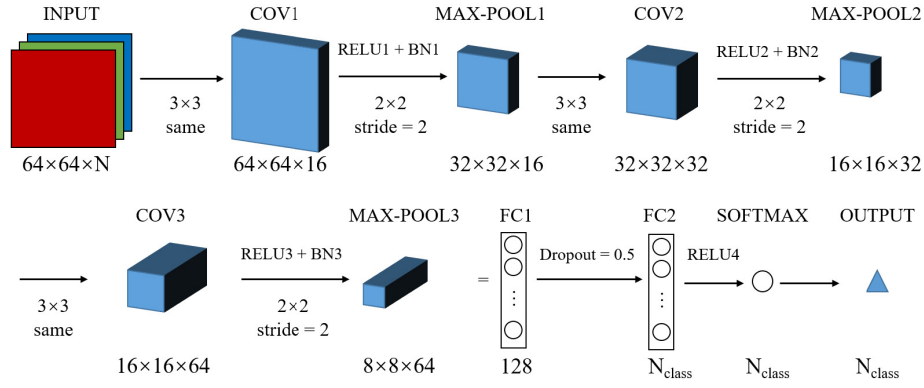 INPUT
COV1
MAX-POOL1
COV2
MAX-POOL2
RELU1 + BN1
RELU2 + BN2
3×3
same
2×2
stride = 2
3×3
same
2×2
stride = 2
64×64×N
64×64×16
32×32×16
32×32×32
16×16×32
COV3
MAX-POOL3
FC1
FC2
SOFTMAX
OUTPUT
RELU3 + BN3
Dropout = 0.5
RELU4
=
...
...
3×3
same
2×2
stride = 2
16×16×64
8×8×64
128
Nclass
Nclass
Nclass